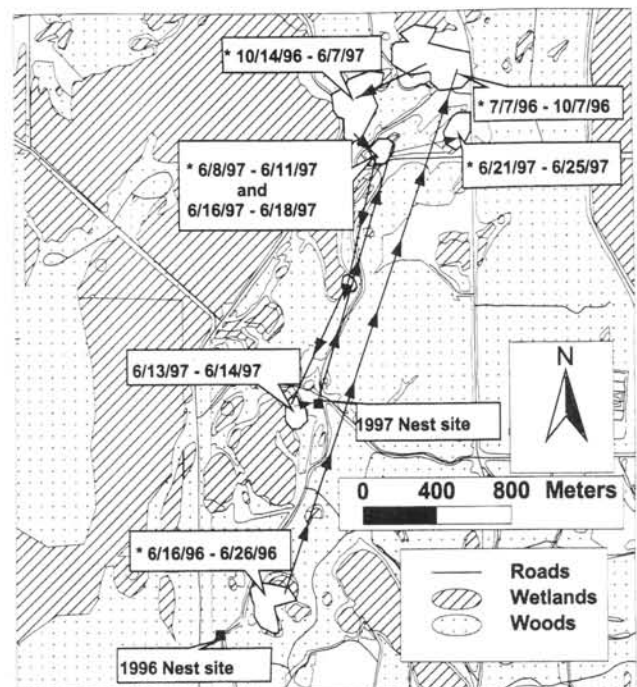 * 10/14/96 - 6/7/97
* 7/7/96 - 10/7/96
* 6/8/97 - 6/11/97
and
6/16/97 - 6/18/97
* 6/21/97 - 6/25/97
6/13/97 - 6/14/97
N
1997 Nest site
0 400 800 Meters
* 6/16/96 - 6/26/96
Roads
Wetlands
Woods
1996 Nest site